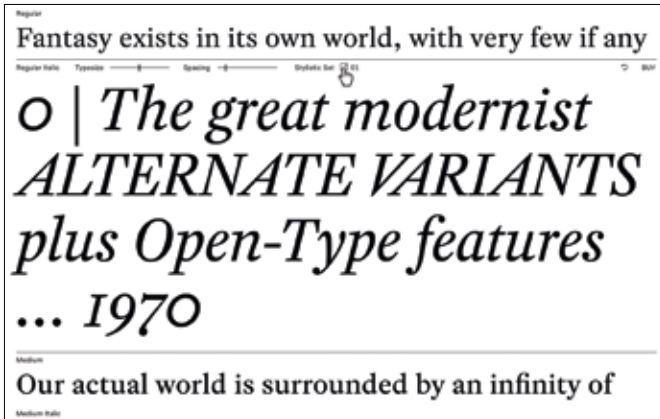 Regular
Fantasy exists in its own world, with very few if any
Regular Italic Typesize Spacing Stylistic Set 01 BUY
0 | The great modernist
ALTERNATE VARIANTS
plus Open-Type features
... 1970
Medium
Our actual world is surrounded by an infinity of
Medium Italic